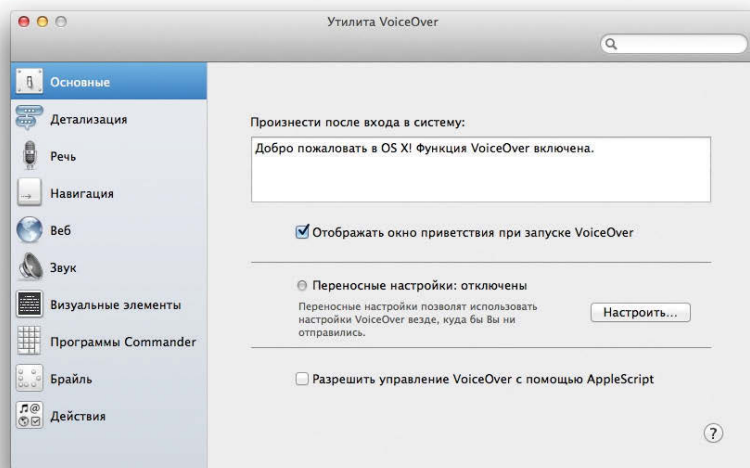 Утилита VoiceOver
Основные
Детализация
Речь
Навигация
Веб
Звук
Визуальные элементы
Программы Commander
Брайль
Действия
Произнести после входа в систему:
Добро пожаловать в OS X! Функция VoiceOver включена.
Отображать окно приветствия при запуске VoiceOver
Переносные настройки: отключены
Переносные настройки позволят использовать
настройки VoiceOver везде, куда бы Вы ни
отправились.
Настроить...
Разрешить управление VoiceOver с помощью AppleScript
?